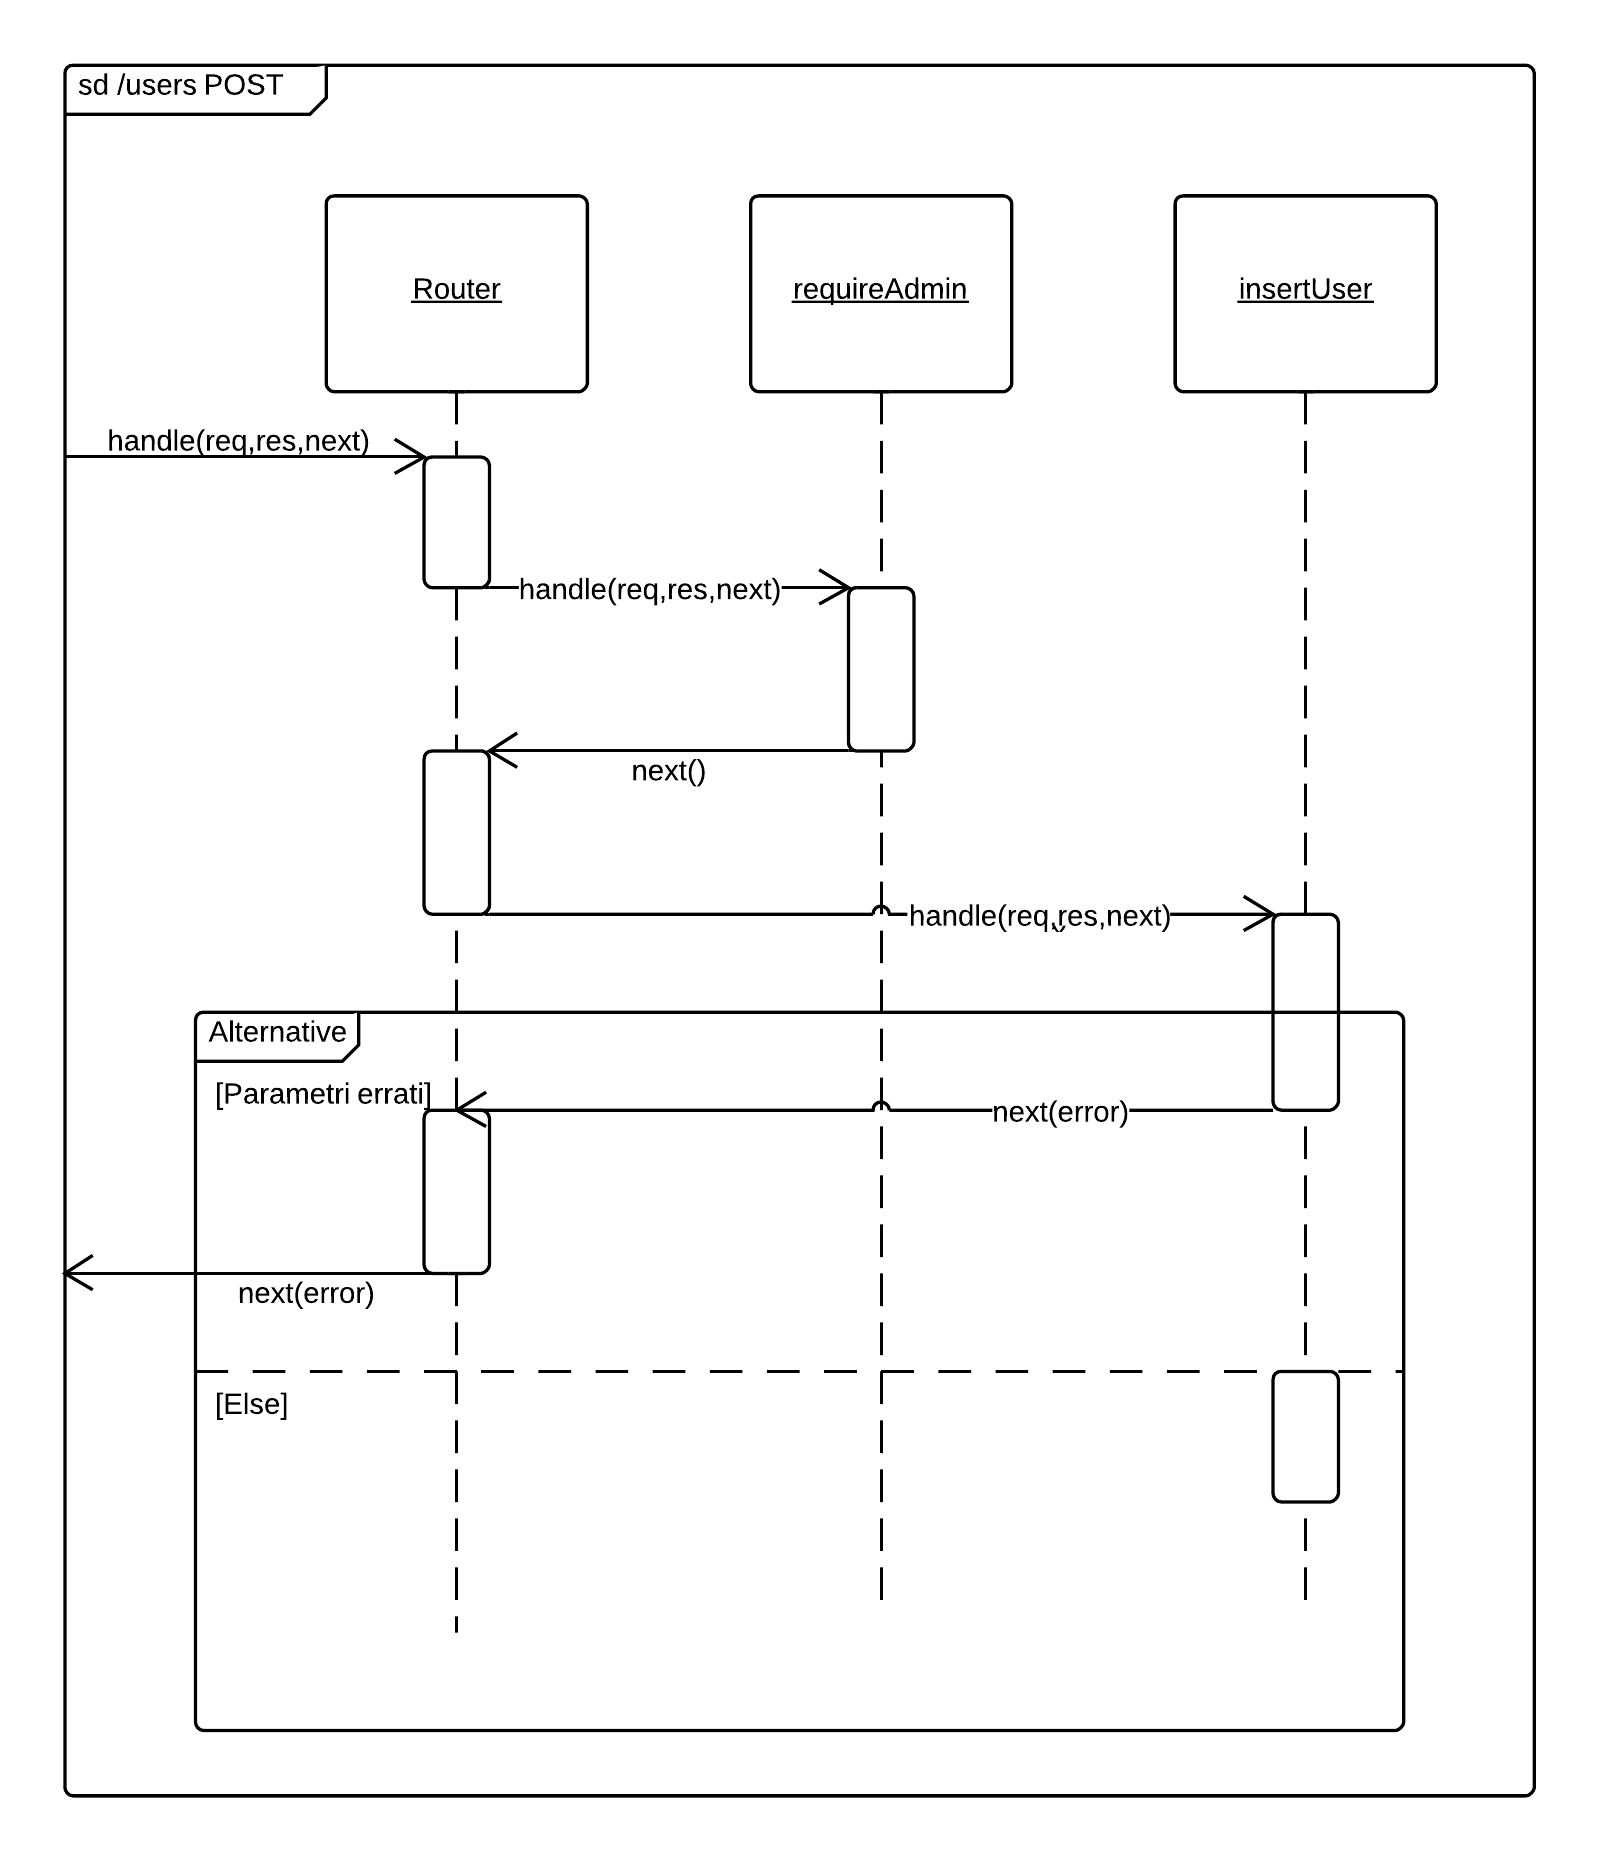 sd /users POST
Router
requireAdmin
insertUser
handle(req,res,next)
handle(req,res,next)
next()
handle(req,res,next)
Alternative
[Parametri errati]
next(error)
next(error)
[Else]